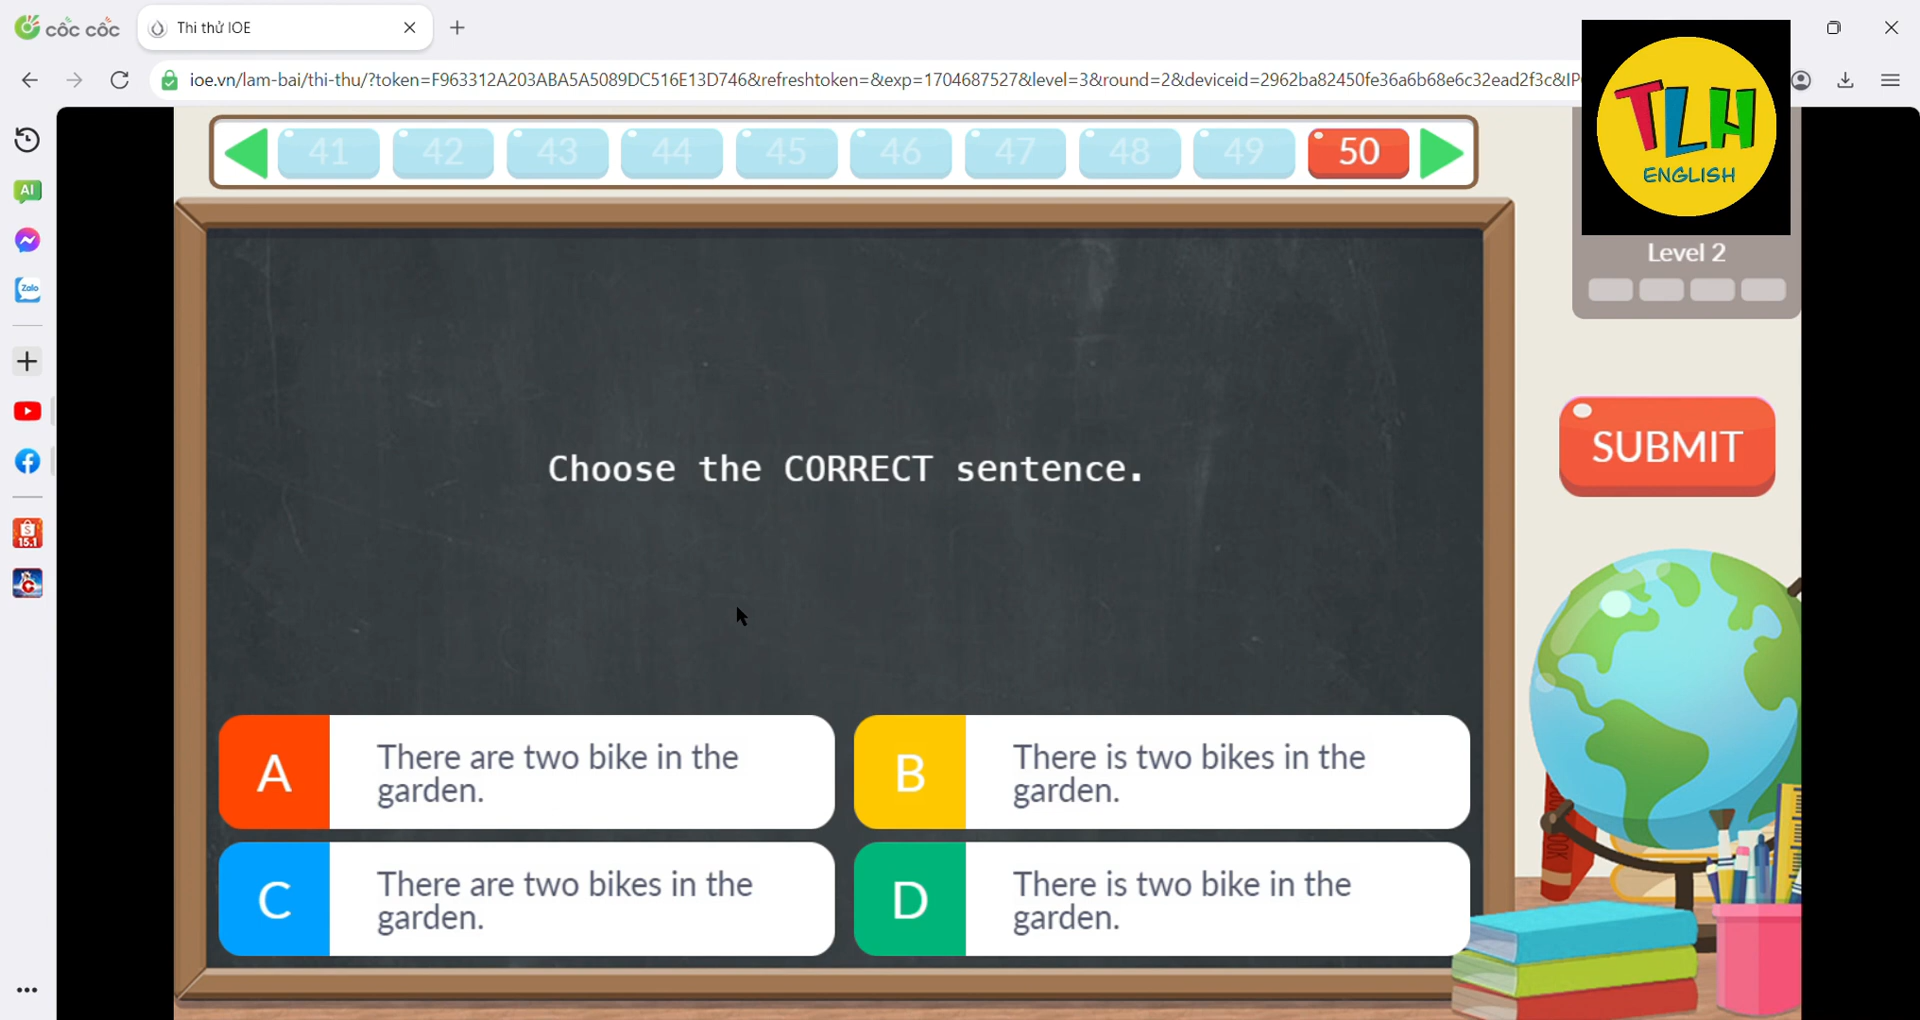 cốc cốc
Thi thử IOE
ioe.vn/lam-bai/thi-thu/?token=F963312A203ABA5A5089DC516E13D746&refreshtoken=&exp=1704687527&level=3&round=2&deviceid=2962ba82450fe36a6b68e6c32ead2f3c&IP
AI
Zalo
15.1
41 42 43 44 45 46 47 48 49 50
TLH
ENGLISH
Level 2
Choose the CORRECT sentence.
SUBMIT
A There are two bike in the
garden.
B There is two bikes in the
garden.
C There are two bikes in the
garden.
D There is two bike in the
garden.